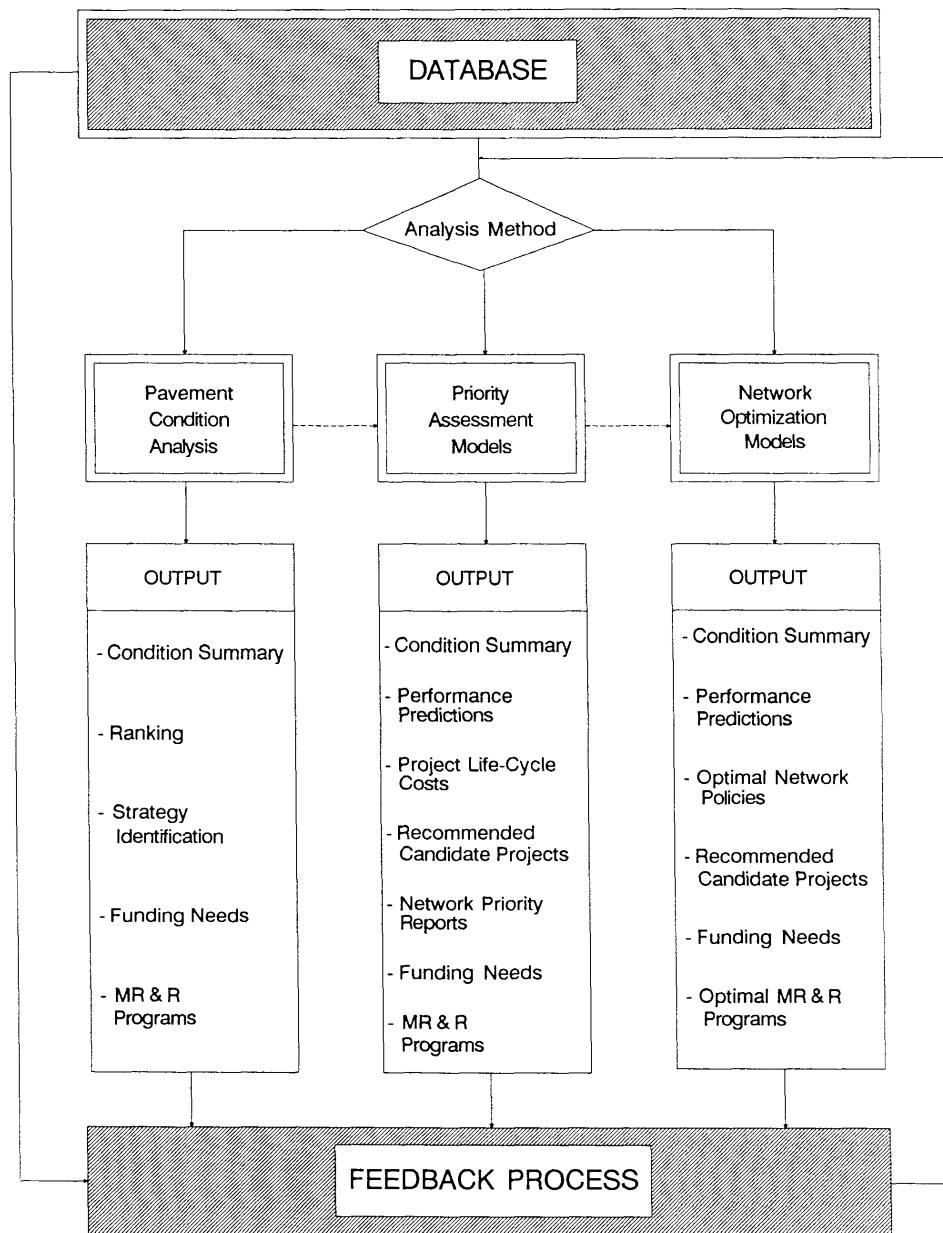 DATABASE
Analysis Method
Pavement
Condition
Analysis
Priority
Assessment
Models
Network
Optimization
Models
OUTPUT
- Condition Summary
- Ranking
- Strategy
Identification
- Funding Needs
- MR & R
Programs
OUTPUT
- Condition Summary
- Performance
Predictions
- Project Life-Cycle
Costs
- Recommended
Candidate Projects
- Network Priority
Reports
- Funding Needs
- MR & R
Programs
OUTPUT
- Condition Summary
- Performance
Predictions
- Optimal Network
Policies
- Recommended
Candidate Projects
- Funding Needs
- Optimal MR & R
Programs
FEEDBACK PROCESS